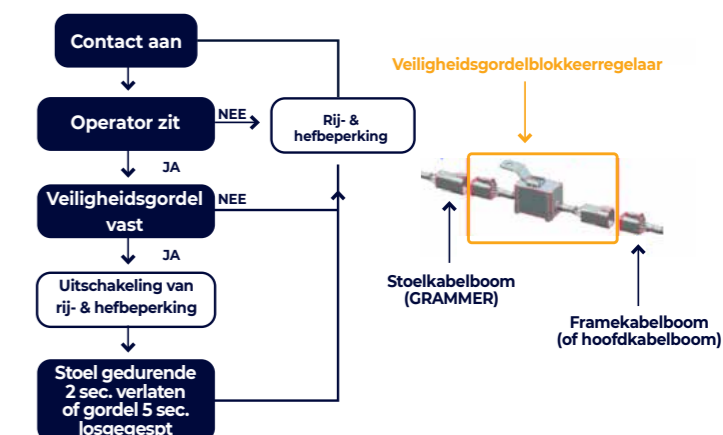 Contact aan
Operator zit
NEE
Rij- &
hefbeperking
JA
Veiligheidsgordel
vast
NEE
JA
Uitschakeling van
rij- & hefbeperking
Stoel gedurende
2 sec. verlaten
of gordel 5 sec.
losgegespt
Veiligheidsgordelblokkeerregelaar
Stoelkabelboom
(GRAMMER)
Framekabelboom
(of hoofdkabelboom)